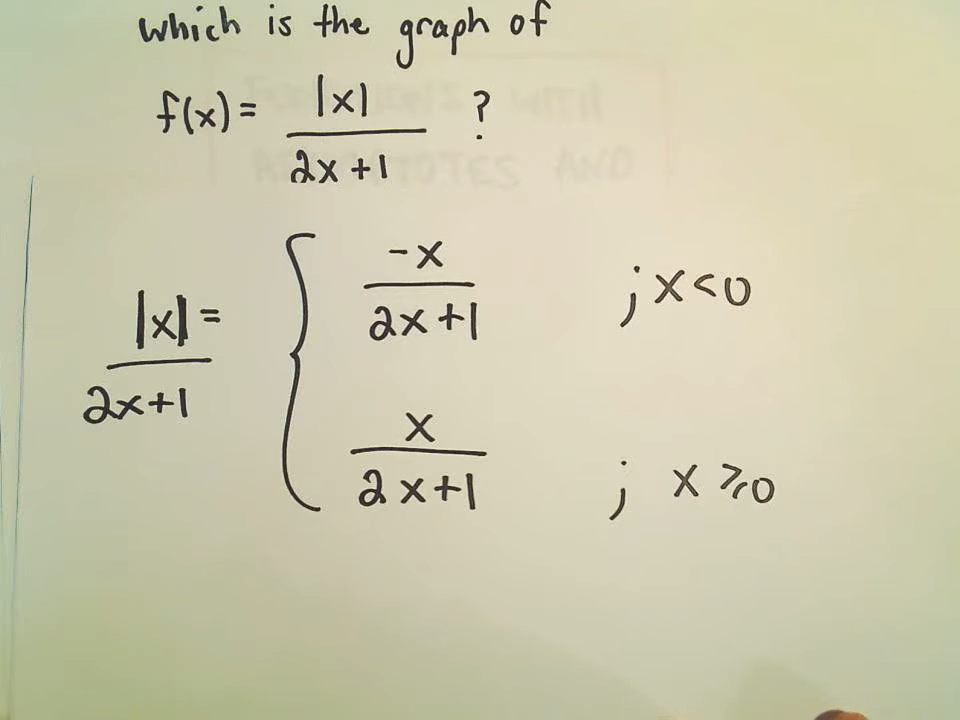 which is the graph of
f(x) = |x| / 2x+1 ?
|x| / 2x+1 = { -x / 2x+1 ; x<0
x / 2x+1 ; x ≥ 0